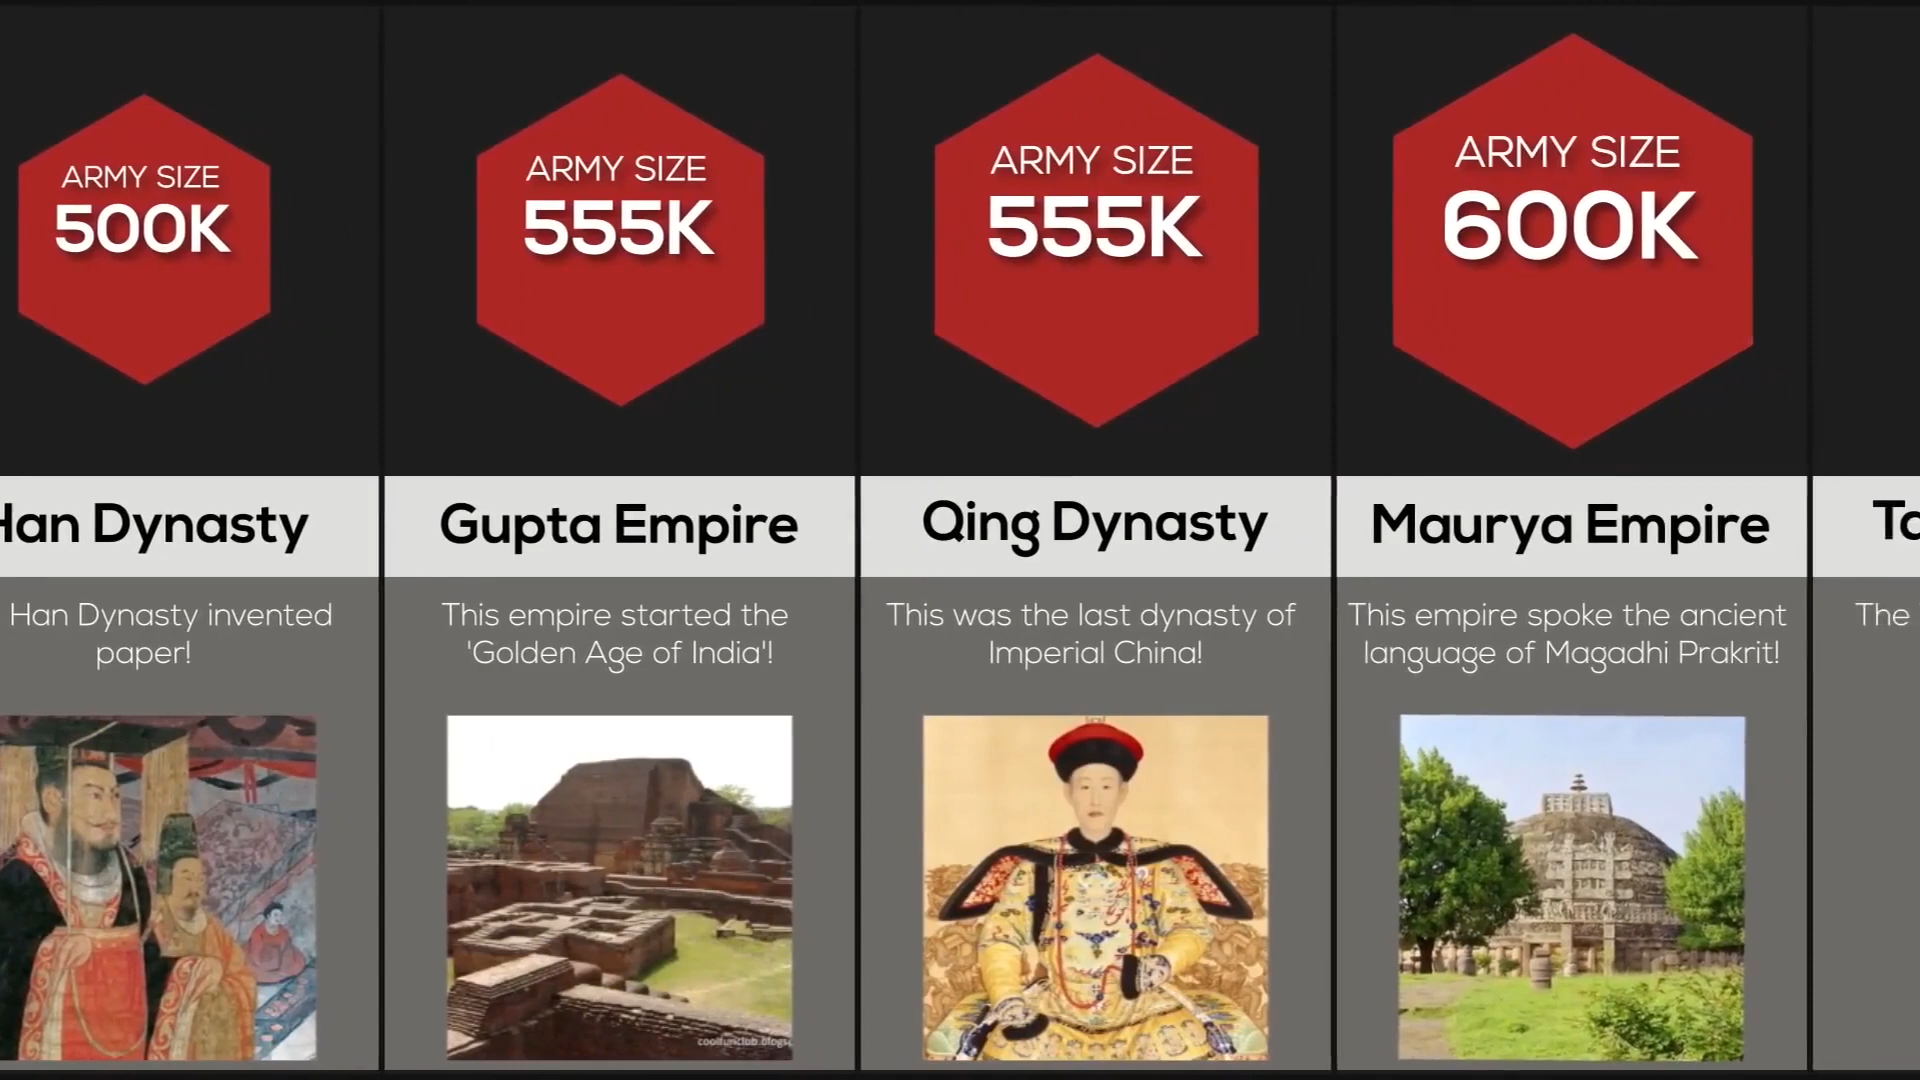 ARMY SIZE
500K
Han Dynasty
Han Dynasty invented
paper!
ARMY SIZE
555K
Gupta Empire
This empire started the
'Golden Age of India'!
coolfunclub.blogs
ARMY SIZE
555K
Qing Dynasty
This was the last dynasty of
Imperial China!
ARMY SIZE
600K
Maurya Empire
This empire spoke the ancient
language of Magadhi Prakrit!
The